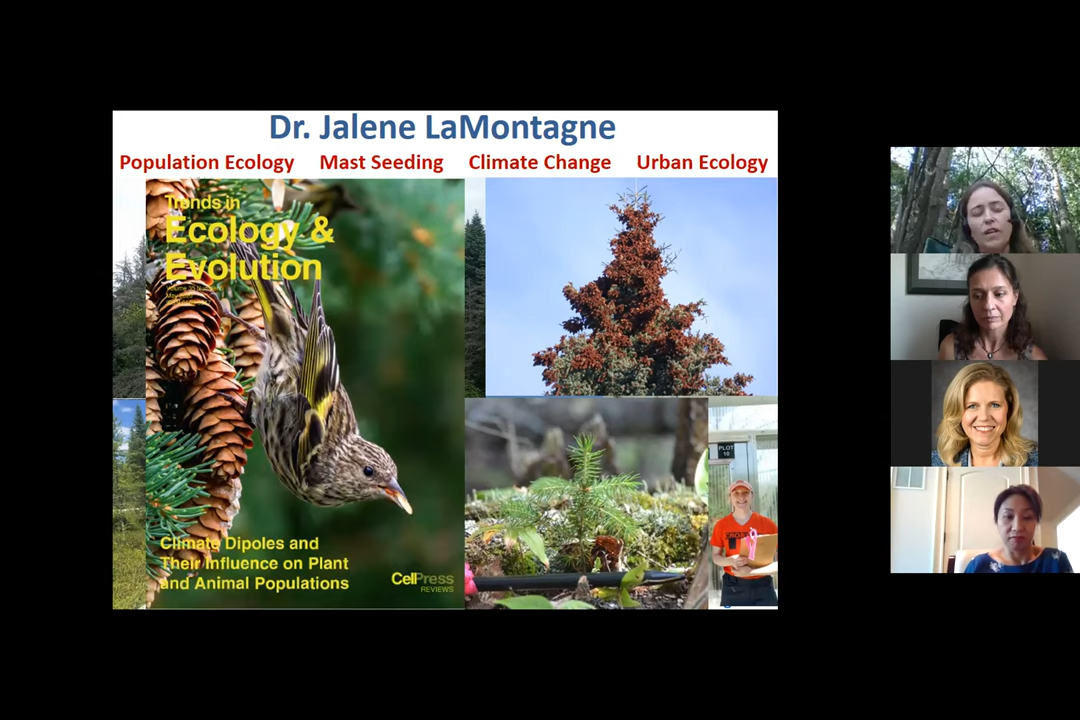 Dr. Jalene LaMontagne
Population Ecology Mast Seeding Climate Change Urban Ecology
Trends in
Ecology &
Evolution
PLOT
10
Climate Dipoles and
Their Influence on Plant
and Animal Populations
CellPress
REVIEWS